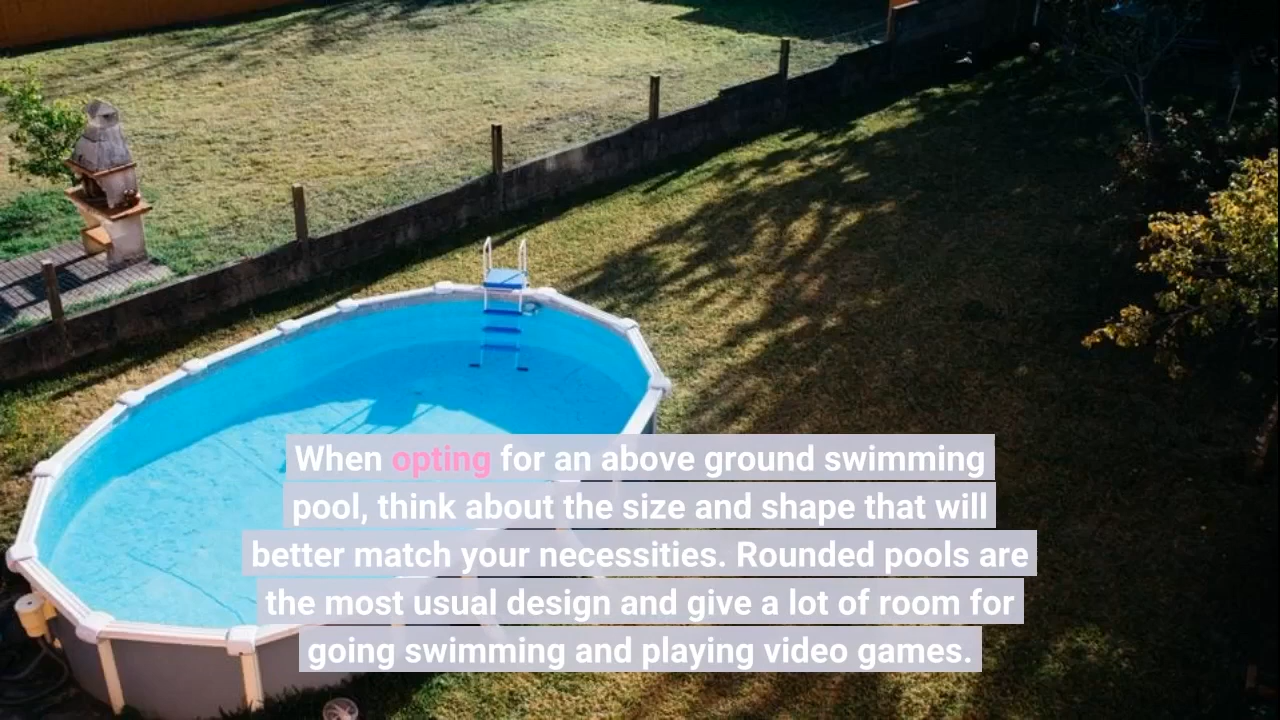 When opting for an above ground swimming
pool, think about the size and shape that will
better match your necessities. Rounded pools are
the most usual design and give a lot of room for
going swimming and playing video games.